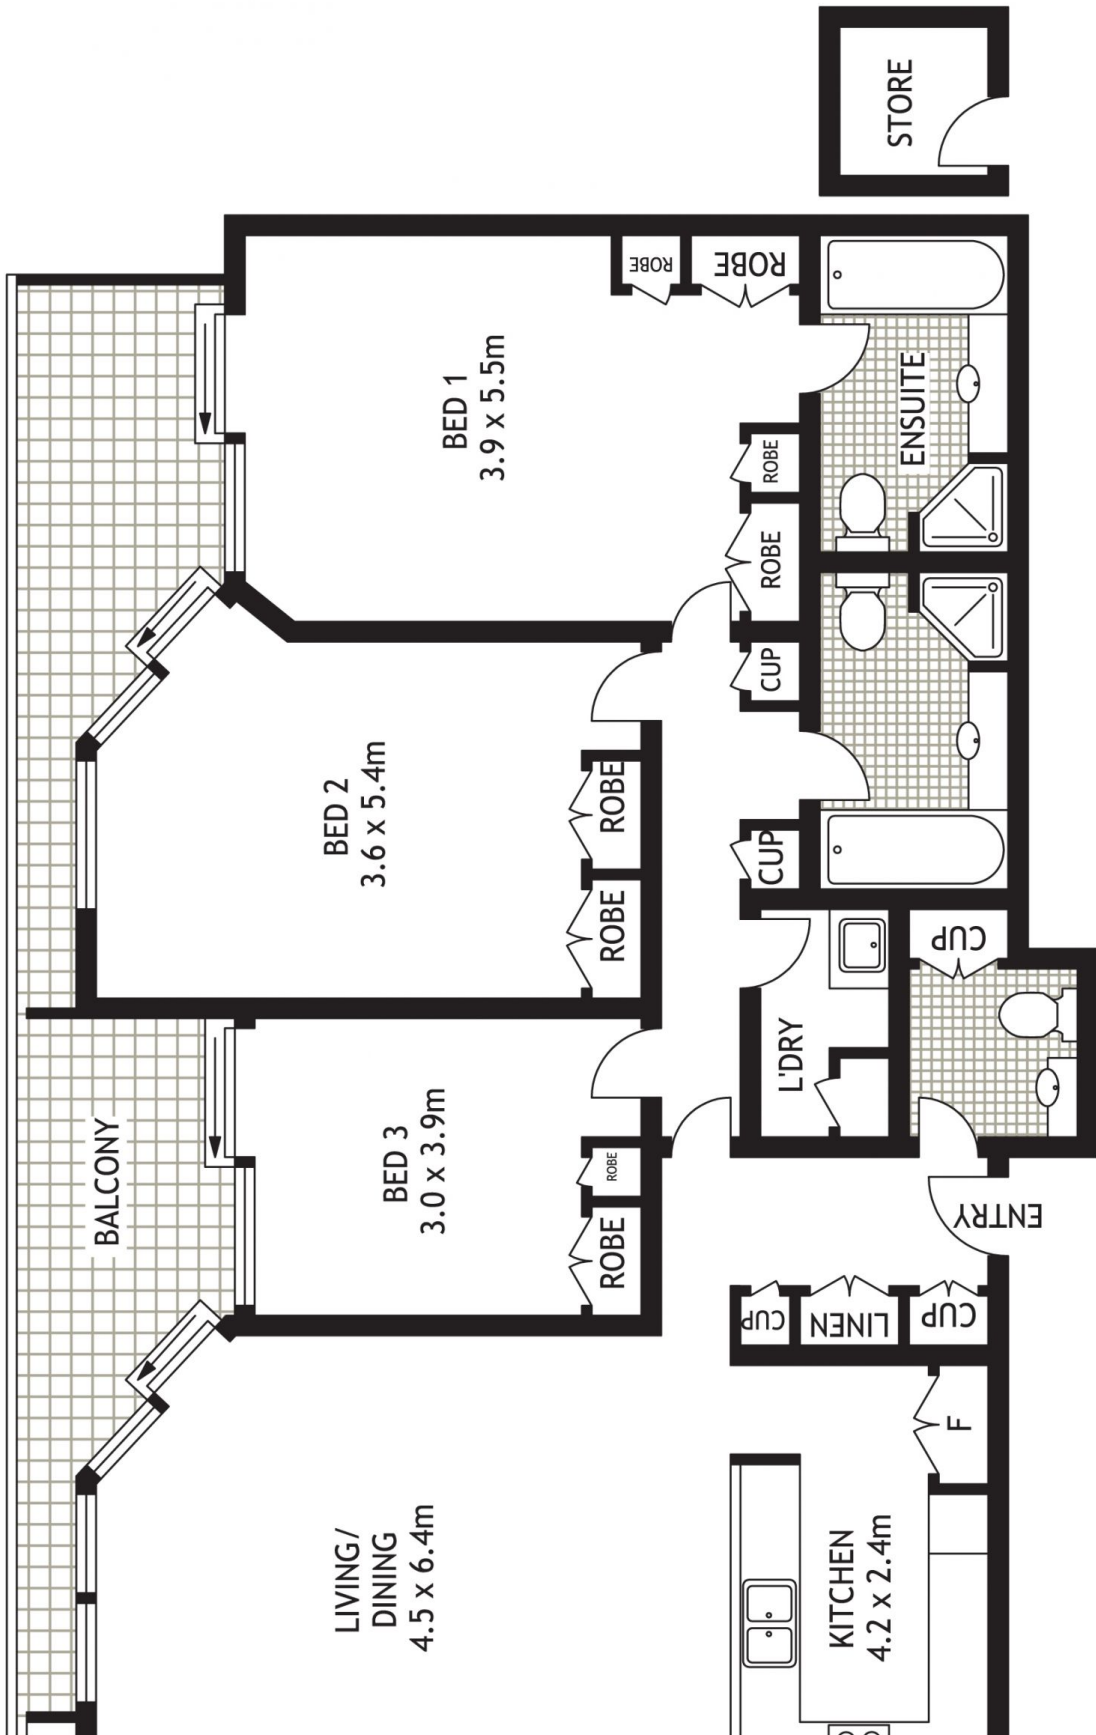 STORE
ROBE
ROBE
BED 1
3.9 x 5.5m
ENSUITE
ROBE
ROBE
CUP
BED 2
3.6 x 5.4m
ROBE
ROBE
CUP
CUP
L'DRY
BALCONY
BED 3
3.0 x 3.9m
ROBE
ROBE
ENTRY
CUP
LINEN
CUP
F
LIVING/
DINING
4.5 x 6.4m
KITCHEN
4.2 x 2.4m